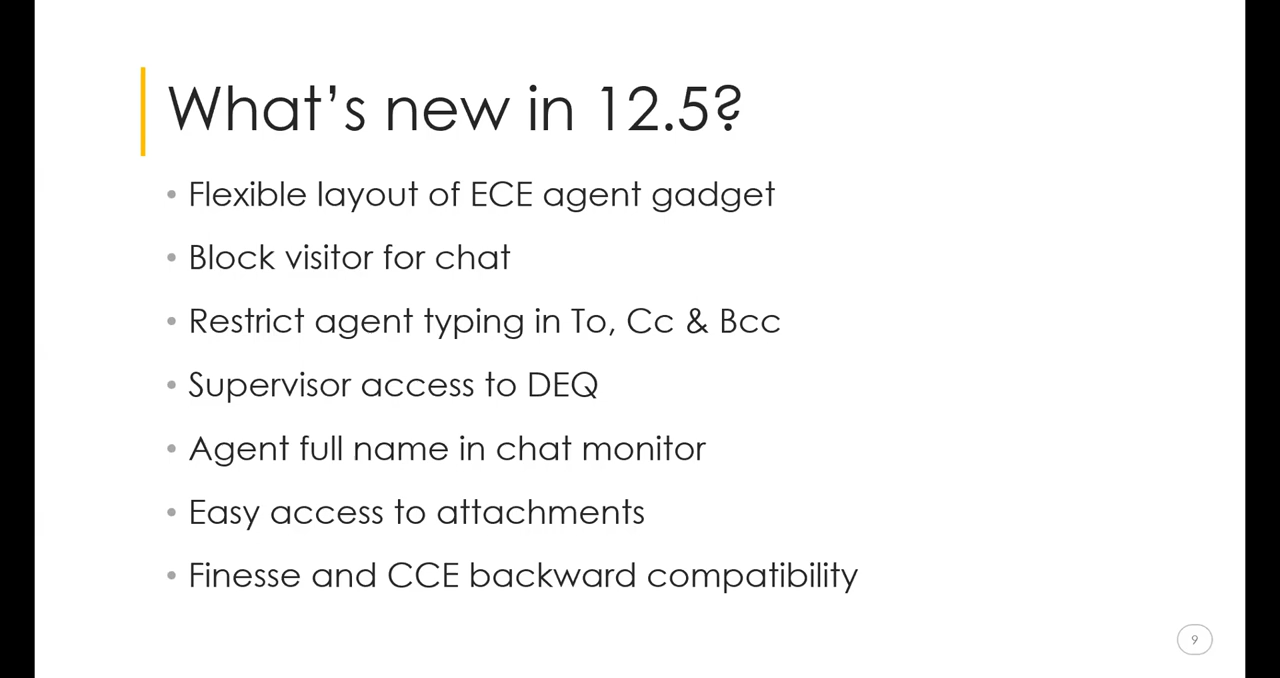 What's new in 12.5?
• Flexible layout of ECE agent gadget
• Block visitor for chat
• Restrict agent typing in To, Cc & Bcc
• Supervisor access to DEQ
• Agent full name in chat monitor
• Easy access to attachments
• Finesse and CCE backward compatibility
9